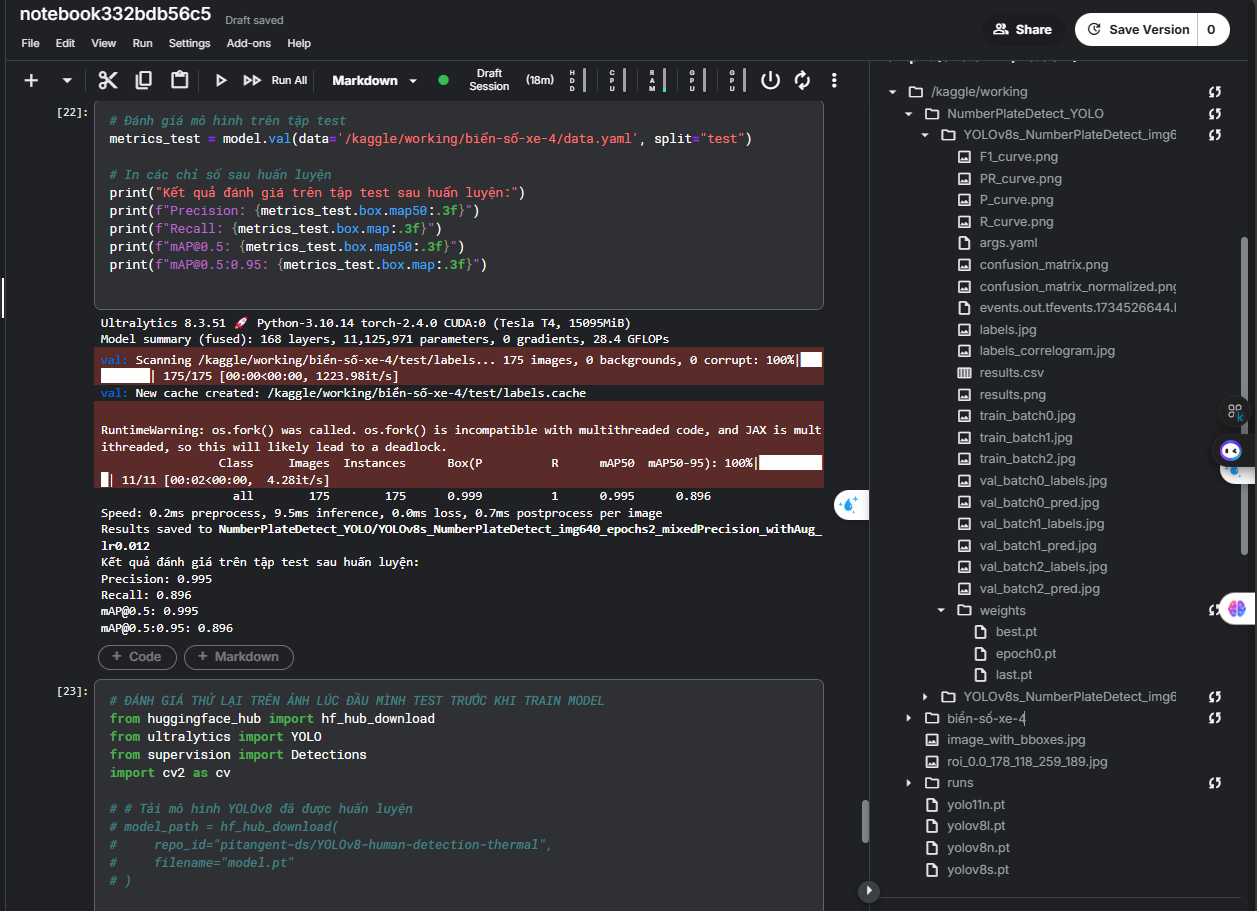 notebook332bdb56c5
Draft saved
File Edit View Run Settings Add-ons Help
Share
Save Version 0
Run All
Markdown
Draft Session
(18m)
HDD
CPU
RAM
GPU
GPU
[22]:
# Đánh giá mô hình trên tập test
metrics_test = model.val(data='/kaggle/working/biển-số-xe-4/data.yaml', split="test")
# In các chỉ số sau huấn luyện
print("Kết quả đánh giá trên tập test sau huấn luyện:")
print(f"Precision: {metrics_test.box.map50:.3f}")
print(f"Recall: {metrics_test.box.map:.3f}")
print(f"mAP@0.5: {metrics_test.box.map50:.3f}")
print(f"mAP@0.5:0.95: {metrics_test.box.map:.3f}")
Ultralytics 8.3.51 🚀 Python-3.10.14 torch-2.4.0 CUDA:0 (Tesla T4, 15095MiB)
Model summary (fused): 168 layers, 11,125,971 parameters, 0 gradients, 28.4 GFLOPs
val: Scanning /kaggle/working/biển-số-xe-4/test/labels... 175 images, 0 backgrounds, 0 corrupt: 100%|███
███████| 175/175 [00:00<00:00, 1223.98it/s]
val: New cache created: /kaggle/working/biển-số-xe-4/test/labels.cache
RuntimeWarning: os.fork() was called. os.fork() is incompatible with multithreaded code, and JAX is mult
ithreaded, so this will likely lead to a deadlock.
Class Images Instances Box(P R mAP50 mAP50-95): 100%|█████████
█| 11/11 [00:02<00:00, 4.28it/s]
all 175 175 0.999 1 0.995 0.896
Speed: 0.2ms preprocess, 9.5ms inference, 0.0ms loss, 0.7ms postprocess per image
Results saved to NumberPlateDetect_YOLO/YOLOv8s_NumberPlateDetect_img640_epochs2_mixedPrecision_withAug_
lr0.012
Kết quả đánh giá trên tập test sau huấn luyện:
Precision: 0.995
Recall: 0.896
mAP@0.5: 0.995
mAP@0.5:0.95: 0.896
+ Code
+ Markdown
[23]:
# ĐÁNH GIÁ THỬ LẠI TRÊN ẢNH LÚC ĐẦU MÌNH TEST TRƯỚC KHI TRAIN MODEL
from huggingface_hub import hf_hub_download
from ultralytics import YOLO
from supervision import Detections
import cv2 as cv
# # Tải mô hình YOLOv8 đã được huấn luyện
# model_path = hf_hub_download(
# repo_id="pitangent-ds/YOLOv8-human-detection-thermal",
# filename="model.pt"
# )
/kaggle/working
NumberPlateDetect_YOLO
YOLOv8s_NumberPlateDetect_img6
F1_curve.png
PR_curve.png
P_curve.png
R_curve.png
args.yaml
confusion_matrix.png
confusion_matrix_normalized.png
events.out.tfevents.1734526644.
labels.jpg
labels_correlogram.jpg
results.csv
results.png
train_batch0.jpg
train_batch1.jpg
train_batch2.jpg
val_batch0_labels.jpg
val_batch0_pred.jpg
val_batch1_labels.jpg
val_batch1_pred.jpg
val_batch2_labels.jpg
val_batch2_pred.jpg
weights
best.pt
epoch0.pt
last.pt
YOLOv8s_NumberPlateDetect_img6
biển-số-xe-4
image_with_bboxes.jpg
roi_0.0_178_118_259_189.jpg
runs
yolo11n.pt
yolov8l.pt
yolov8n.pt
yolov8s.pt